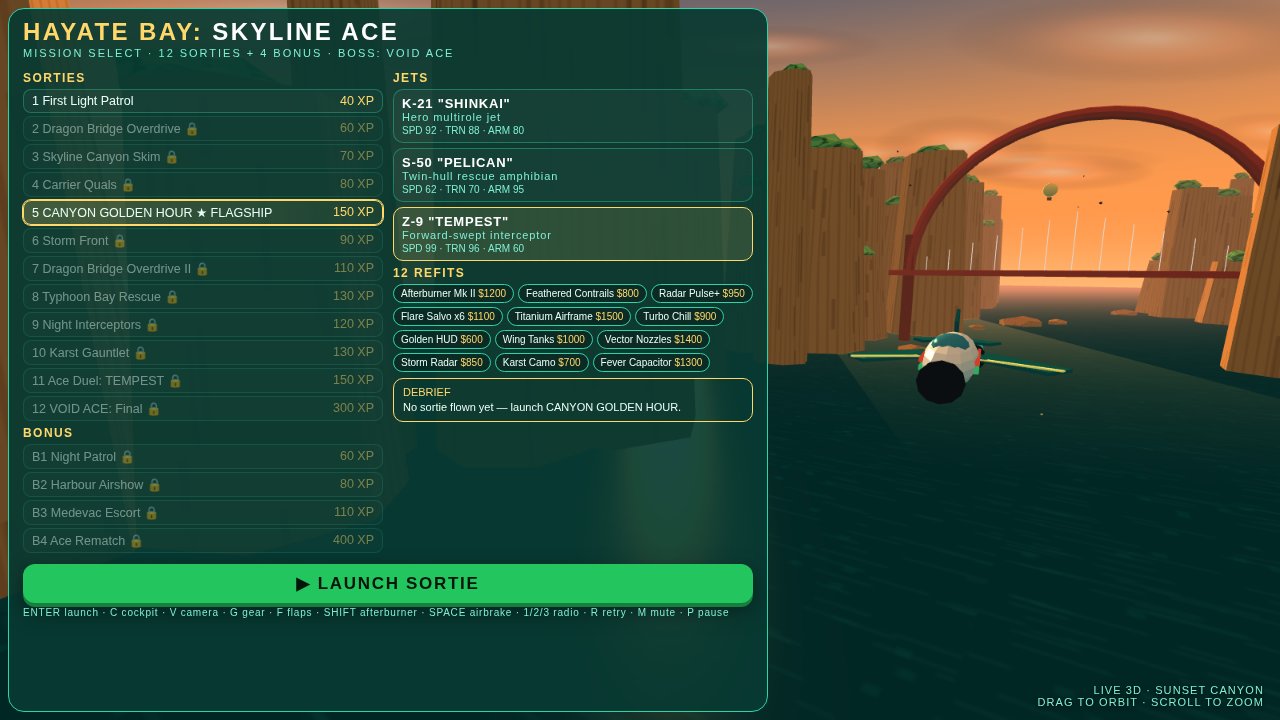 HAYATE BAY: SKYLINE ACE
MISSION SELECT · 12 SORTIES + 4 BONUS · BOSS: VOID ACE
SORTIES
1 First Light Patrol 40 XP
2 Dragon Bridge Overdrive 🔒 60 XP
3 Skyline Canyon Skim 🔒 70 XP
4 Carrier Quals 🔒 80 XP
5 CANYON GOLDEN HOUR ★ FLAGSHIP 150 XP
6 Storm Front 🔒 90 XP
7 Dragon Bridge Overdrive II 🔒 110 XP
8 Typhoon Bay Rescue 🔒 130 XP
9 Night Interceptors 🔒 120 XP
10 Karst Gauntlet 🔒 130 XP
11 Ace Duel: TEMPEST 🔒 150 XP
12 VOID ACE: Final 🔒 300 XP
BONUS
B1 Night Patrol 🔒 60 XP
B2 Harbour Airshow 🔒 80 XP
B3 Medevac Escort 🔒 110 XP
B4 Ace Rematch 🔒 400 XP
JETS
K-21 "SHINKAI"
Hero multirole jet
SPD 92 · TRN 88 · ARM 80
S-50 "PELICAN"
Twin-hull rescue amphibian
SPD 62 · TRN 70 · ARM 95
Z-9 "TEMPEST"
Forward-swept interceptor
SPD 99 · TRN 96 · ARM 60
12 REFITS
Afterburner Mk II $1200 Feathered Contrails $800 Radar Pulse+ $950
Flare Salvo x6 $1100 Titanium Airframe $1500 Turbo Chill $900
Golden HUD $600 Wing Tanks $1000 Vector Nozzles $1400
Storm Radar $850 Karst Camo $700 Fever Capacitor $1300
DEBRIEF
No sortie flown yet — launch CANYON GOLDEN HOUR.
▶ LAUNCH SORTIE
ENTER launch · C cockpit · V camera · G gear · F flaps · SHIFT afterburner · SPACE airbrake · 1/2/3 radio · R retry · M mute · P pause
LIVE 3D · SUNSET CANYON
DRAG TO ORBIT · SCROLL TO ZOOM